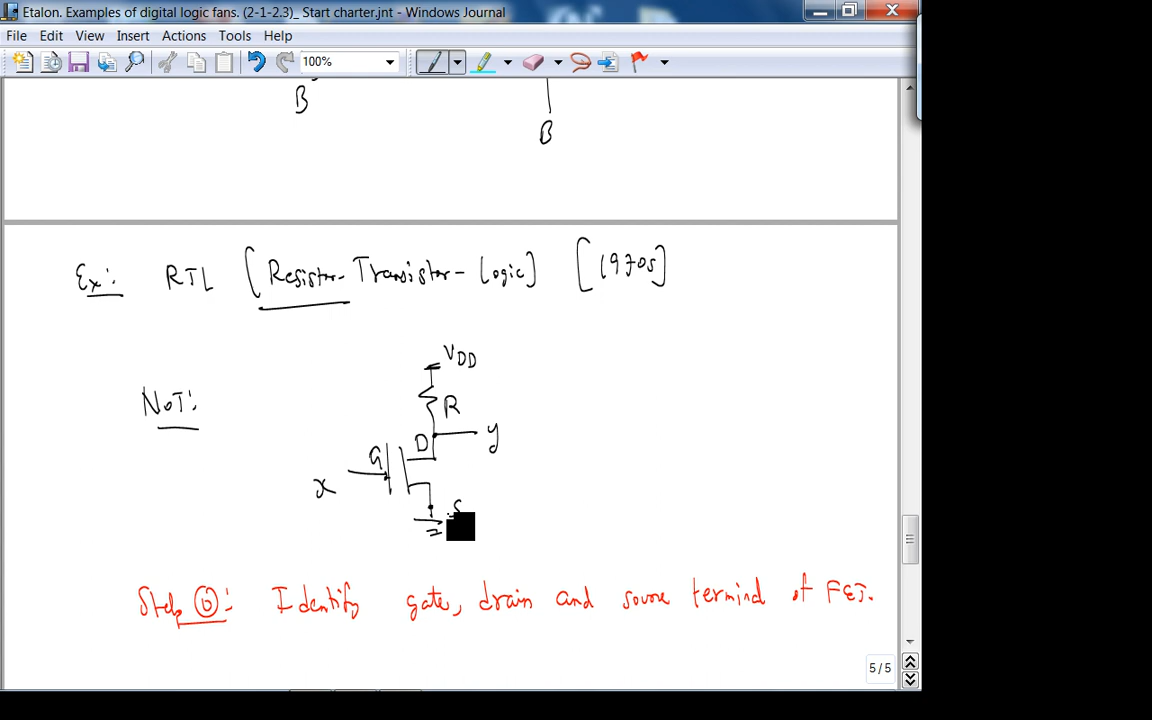 Etalon. Examples of digital logic fans. (2-1-2.3)_ Start charter.jnt - Windows Journal
File Edit View Insert Actions Tools Help
100%
B
B
Ex: RTL [Resistor-Transistor-Logic] [1970s]
VDD
NOT:
R
D
y
G
x
S
Step ⓪: Identify gate, drain and source terminal of FET.
5/5